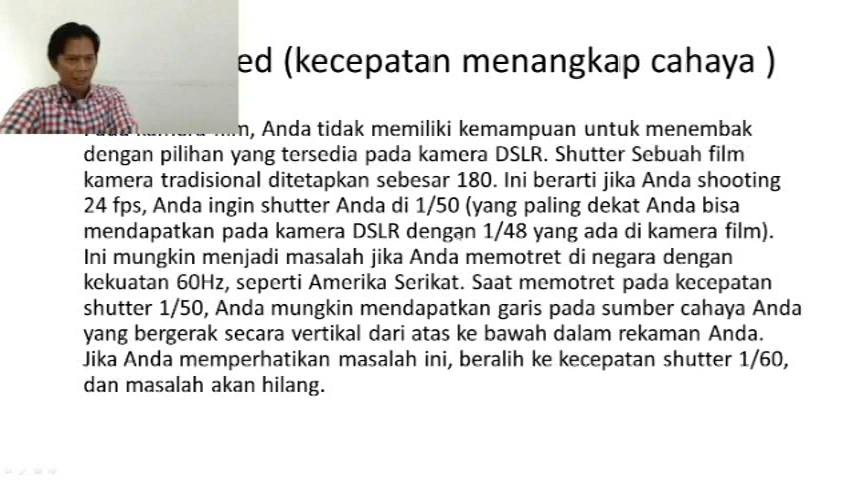 ed (kecepatan menangkap cahaya )
film, Anda tidak memiliki kemampuan untuk menembak
dengan pilihan yang tersedia pada kamera DSLR. Shutter Sebuah film
kamera tradisional ditetapkan sebesar 180. Ini berarti jika Anda shooting
24 fps, Anda ingin shutter Anda di 1/50 (yang paling dekat Anda bisa
mendapatkan pada kamera DSLR dengan 1/48 yang ada di kamera film).
Ini mungkin menjadi masalah jika Anda memotret di negara dengan
kekuatan 60Hz, seperti Amerika Serikat. Saat memotret pada kecepatan
shutter 1/50, Anda mungkin mendapatkan garis pada sumber cahaya Anda
yang bergerak secara vertikal dari atas ke bawah dalam rekaman Anda.
Jika Anda memperhatikan masalah ini, beralih ke kecepatan shutter 1/60,
dan masalah akan hilang.